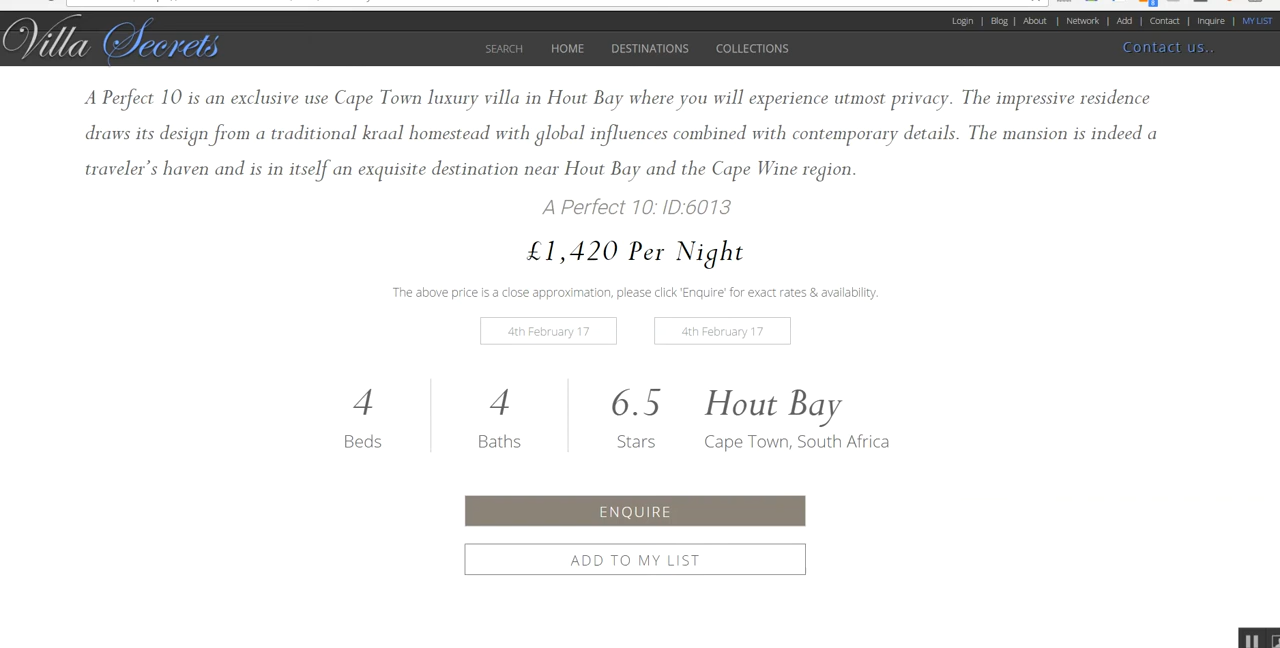 Login | Blog | About | Network | Add | Contact | Inquire | MY LIST
Villa Secrets
SEARCH HOME DESTINATIONS COLLECTIONS
Contact us..
A Perfect 10 is an exclusive use Cape Town luxury villa in Hout Bay where you will experience utmost privacy. The impressive residence
draws its design from a traditional kraal homestead with global influences combined with contemporary details. The mansion is indeed a
traveler's haven and is in itself an exquisite destination near Hout Bay and the Cape Wine region.
A Perfect 10: ID:6013
£1,420 Per Night
The above price is a close approximation, please click 'Enquire' for exact rates & availability.
4th February 17 4th February 17
4 4 6.5 Hout Bay
Beds Baths Stars Cape Town, South Africa
ENQUIRE
ADD TO MY LIST